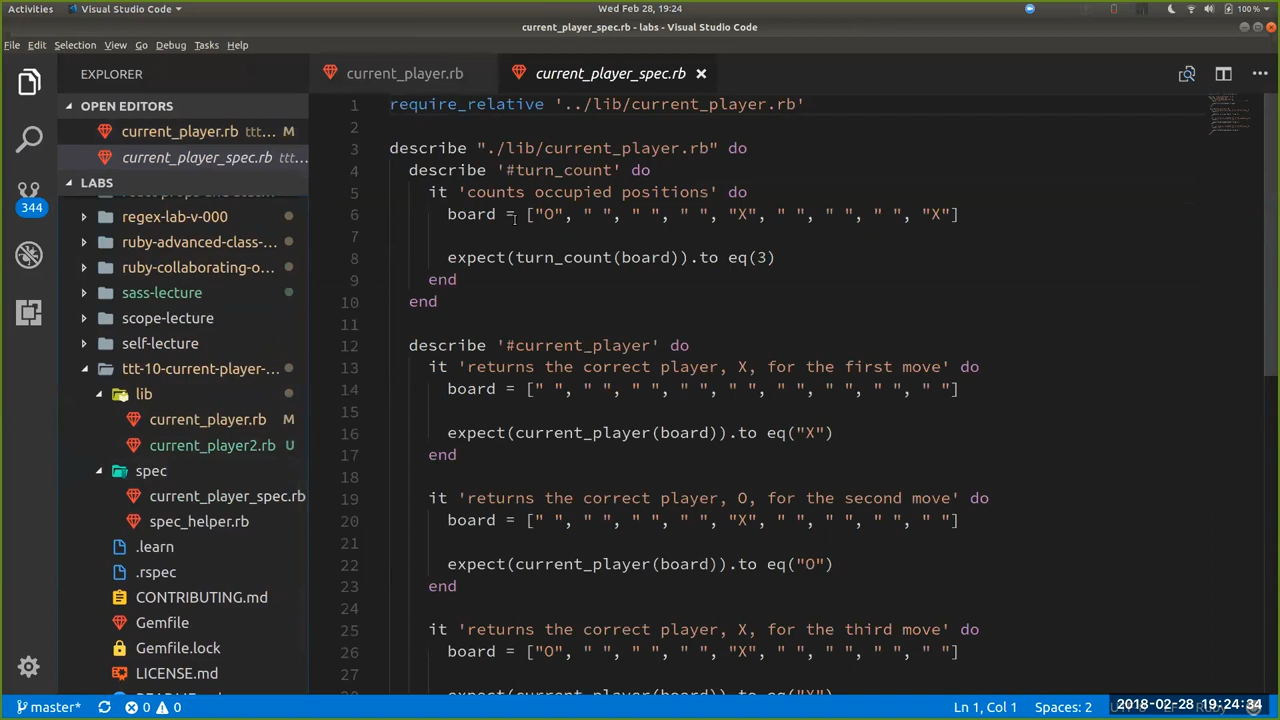 Activities
Visual Studio Code
Wed Feb 28, 19:24
100 %
current_player_spec.rb - labs - Visual Studio Code
File Edit Selection View Go Debug Tasks Help
EXPLORER
OPEN EDITORS
current_player.rb ttt... M
current_player_spec.rb ttt...
LABS
regex-lab-v-000
ruby-advanced-class-...
ruby-collaborating-o...
sass-lecture
scope-lecture
self-lecture
ttt-10-current-player-...
lib
current_player.rb M
current_player2.rb U
spec
current_player_spec.rb
spec_helper.rb
.learn
.rspec
CONTRIBUTING.md
Gemfile
Gemfile.lock
LICENSE.md
344
current_player.rb
current_player_spec.rb
1 require_relative '../lib/current_player.rb'
2
3 describe "./lib/current_player.rb" do
4 describe '#turn_count' do
5 it 'counts occupied positions' do
6 board = ["O", " ", " ", " ", "X", " ", " ", " ", "X"]
7
8 expect(turn_count(board)).to eq(3)
9 end
10 end
11
12 describe '#current_player' do
13 it 'returns the correct player, X, for the first move' do
14 board = [" ", " ", " ", " ", " ", " ", " ", " ", " "]
15
16 expect(current_player(board)).to eq("X")
17 end
18
19 it 'returns the correct player, O, for the second move' do
20 board = [" ", " ", " ", " ", "X", " ", " ", " ", " "]
21
22 expect(current_player(board)).to eq("O")
23 end
24
25 it 'returns the correct player, X, for the third move' do
26 board = ["O", " ", " ", " ", "X", " ", " ", " ", " "]
27
expect(current_player(board)).to eq("X")
master*
0
0
Ln 1, Col 1
Spaces: 2
2018-02-28 19:24:34